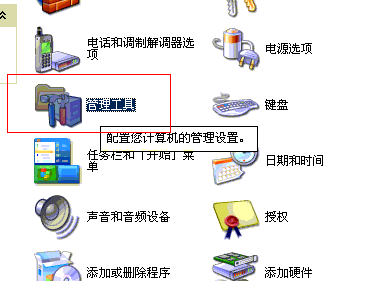 电话和调制解调器选
项
电源选项
管理工具
键盘
配置您计算机的管理设置。
任务栏和「开始」菜
单
日期和时间
声音和音频设备
授权
添加或删除程序
添加硬件